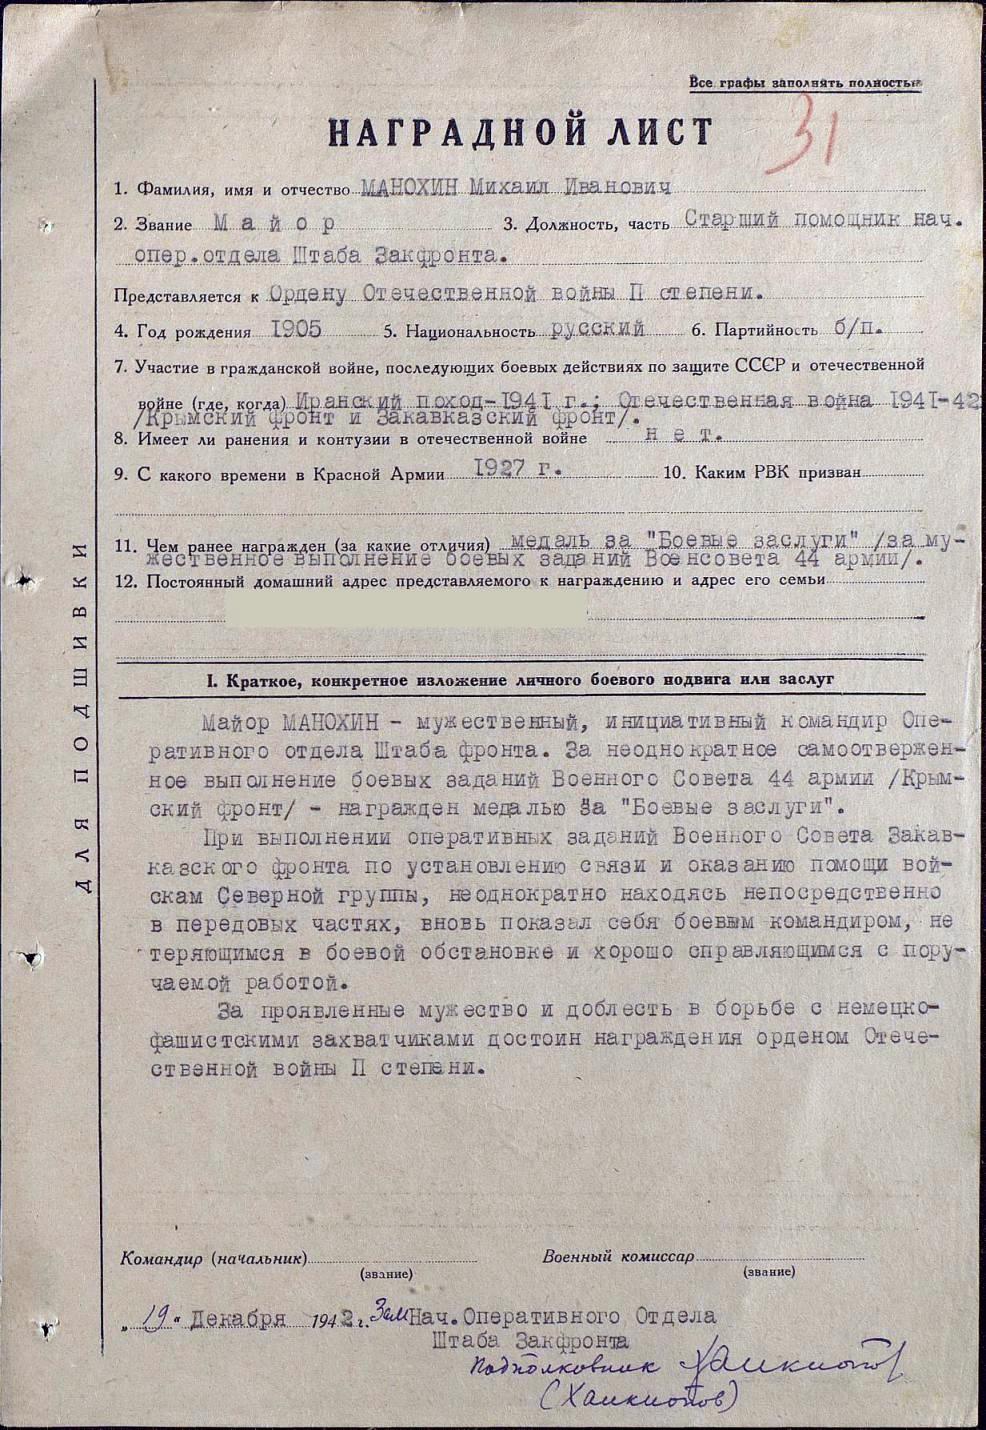 Все графы заполнять полностью
НАГРАДНОЙ ЛИСТ
31
1. Фамилия, имя и отчество МАНОХИН Михаил Иванович
2. Звание Майор 3. Должность, часть Старший помощник нач.
опер.отдела Штаба Закфронта.
Представляется к Ордену Отечественной войны II степени.
4. Год рождения 1905 5. Национальность русский 6. Партийность б/п.
7. Участие в гражданской войне, последующих боевых действиях по защите СССР и отечественной
войне (где, когда) Иранский поход-1941 г.; Отечественная война 1941-42
/Крымский фронт и Закавказский фронт/.
8. Имеет ли ранения и контузии в отечественной войне нет.
9. С какого времени в Красной Армии 1927 г. 10. Каким РВК призван
11. Чем ранее награжден (за какие отличия) медаль за "Боевые заслуги" /за му-
жественное выполнение боевых заданий Военсовета 44 армии/.
12. Постоянный домашний адрес представляемого к награждению и адрес его семьи
I. Краткое, конкретное изложение личного боевого подвига или заслуг
Майор МАНОХИН - мужественный, инициативный командир Опе-
ративного отдела Штаба фронта. За неоднократное самоотвержен-
ное выполнение боевых заданий Военного Совета 44 армии /Крым-
ский фронт/ - награжден медалью за "Боевые заслуги".
При выполнении оперативных заданий Военного Совета Закав-
казского фронта по установлению связи и оказанию помощи вой-
скам Северной группы, неоднократно находясь непосредственно
в передовых частях, вновь показал себя боевым командиром, не
теряющимся в боевой обстановке и хорошо справляющимся с пору-
чаемой работой.
За проявленные мужество и доблесть в борьбе с немецко-
фашистскими захватчиками достоин награждения орденом Отече-
ственной войны II степени.
ДЛЯ ПОДШИВКИ
Командир (начальник) Военный комиссар
(звание) (звание)
„19" Декабря 1942 г. Зам Нач.Оперативного Отдела
Штаба Закфронта
подполковник